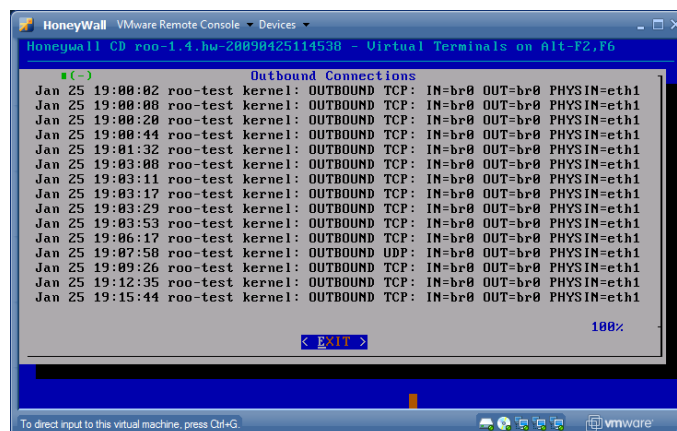 HoneyWall VMware Remote Console Devices
Honeywall CD roo-1.4.hw-20090425114538 - Virtual Terminals on Alt-F2,F6
(-) Outbound Connections
Jan 25 19:00:02 roo-test kernel: OUTBOUND TCP: IN=br0 OUT=br0 PHYSIN=eth1
Jan 25 19:00:08 roo-test kernel: OUTBOUND TCP: IN=br0 OUT=br0 PHYSIN=eth1
Jan 25 19:00:20 roo-test kernel: OUTBOUND TCP: IN=br0 OUT=br0 PHYSIN=eth1
Jan 25 19:00:44 roo-test kernel: OUTBOUND TCP: IN=br0 OUT=br0 PHYSIN=eth1
Jan 25 19:01:32 roo-test kernel: OUTBOUND TCP: IN=br0 OUT=br0 PHYSIN=eth1
Jan 25 19:03:08 roo-test kernel: OUTBOUND TCP: IN=br0 OUT=br0 PHYSIN=eth1
Jan 25 19:03:11 roo-test kernel: OUTBOUND TCP: IN=br0 OUT=br0 PHYSIN=eth1
Jan 25 19:03:17 roo-test kernel: OUTBOUND TCP: IN=br0 OUT=br0 PHYSIN=eth1
Jan 25 19:03:29 roo-test kernel: OUTBOUND TCP: IN=br0 OUT=br0 PHYSIN=eth1
Jan 25 19:03:53 roo-test kernel: OUTBOUND TCP: IN=br0 OUT=br0 PHYSIN=eth1
Jan 25 19:06:17 roo-test kernel: OUTBOUND TCP: IN=br0 OUT=br0 PHYSIN=eth1
Jan 25 19:07:58 roo-test kernel: OUTBOUND UDP: IN=br0 OUT=br0 PHYSIN=eth1
Jan 25 19:09:26 roo-test kernel: OUTBOUND TCP: IN=br0 OUT=br0 PHYSIN=eth1
Jan 25 19:12:35 roo-test kernel: OUTBOUND TCP: IN=br0 OUT=br0 PHYSIN=eth1
Jan 25 19:15:44 roo-test kernel: OUTBOUND TCP: IN=br0 OUT=br0 PHYSIN=eth1
100%
< EXIT >
To direct input to this virtual machine, press Ctrl+G. vmware